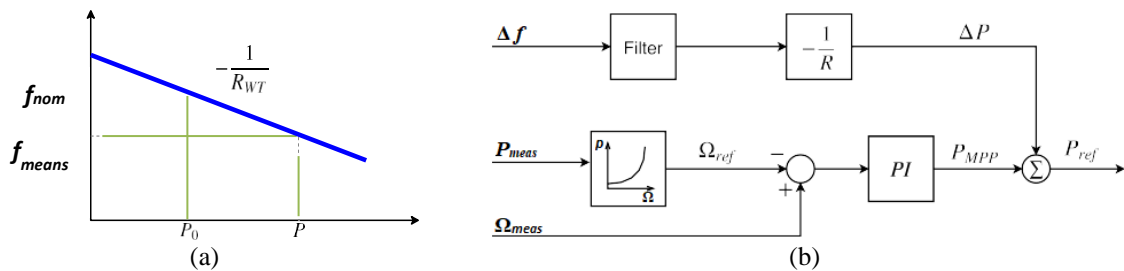 f_nom
f_means
-1/R_WT
P_0
P
(a)
Δf
Filter
-1/R
ΔP
P_meas
P
Ω
Ω_ref
−
+
PI
P_MPP
Σ
P_ref
Ω_meas
(b)